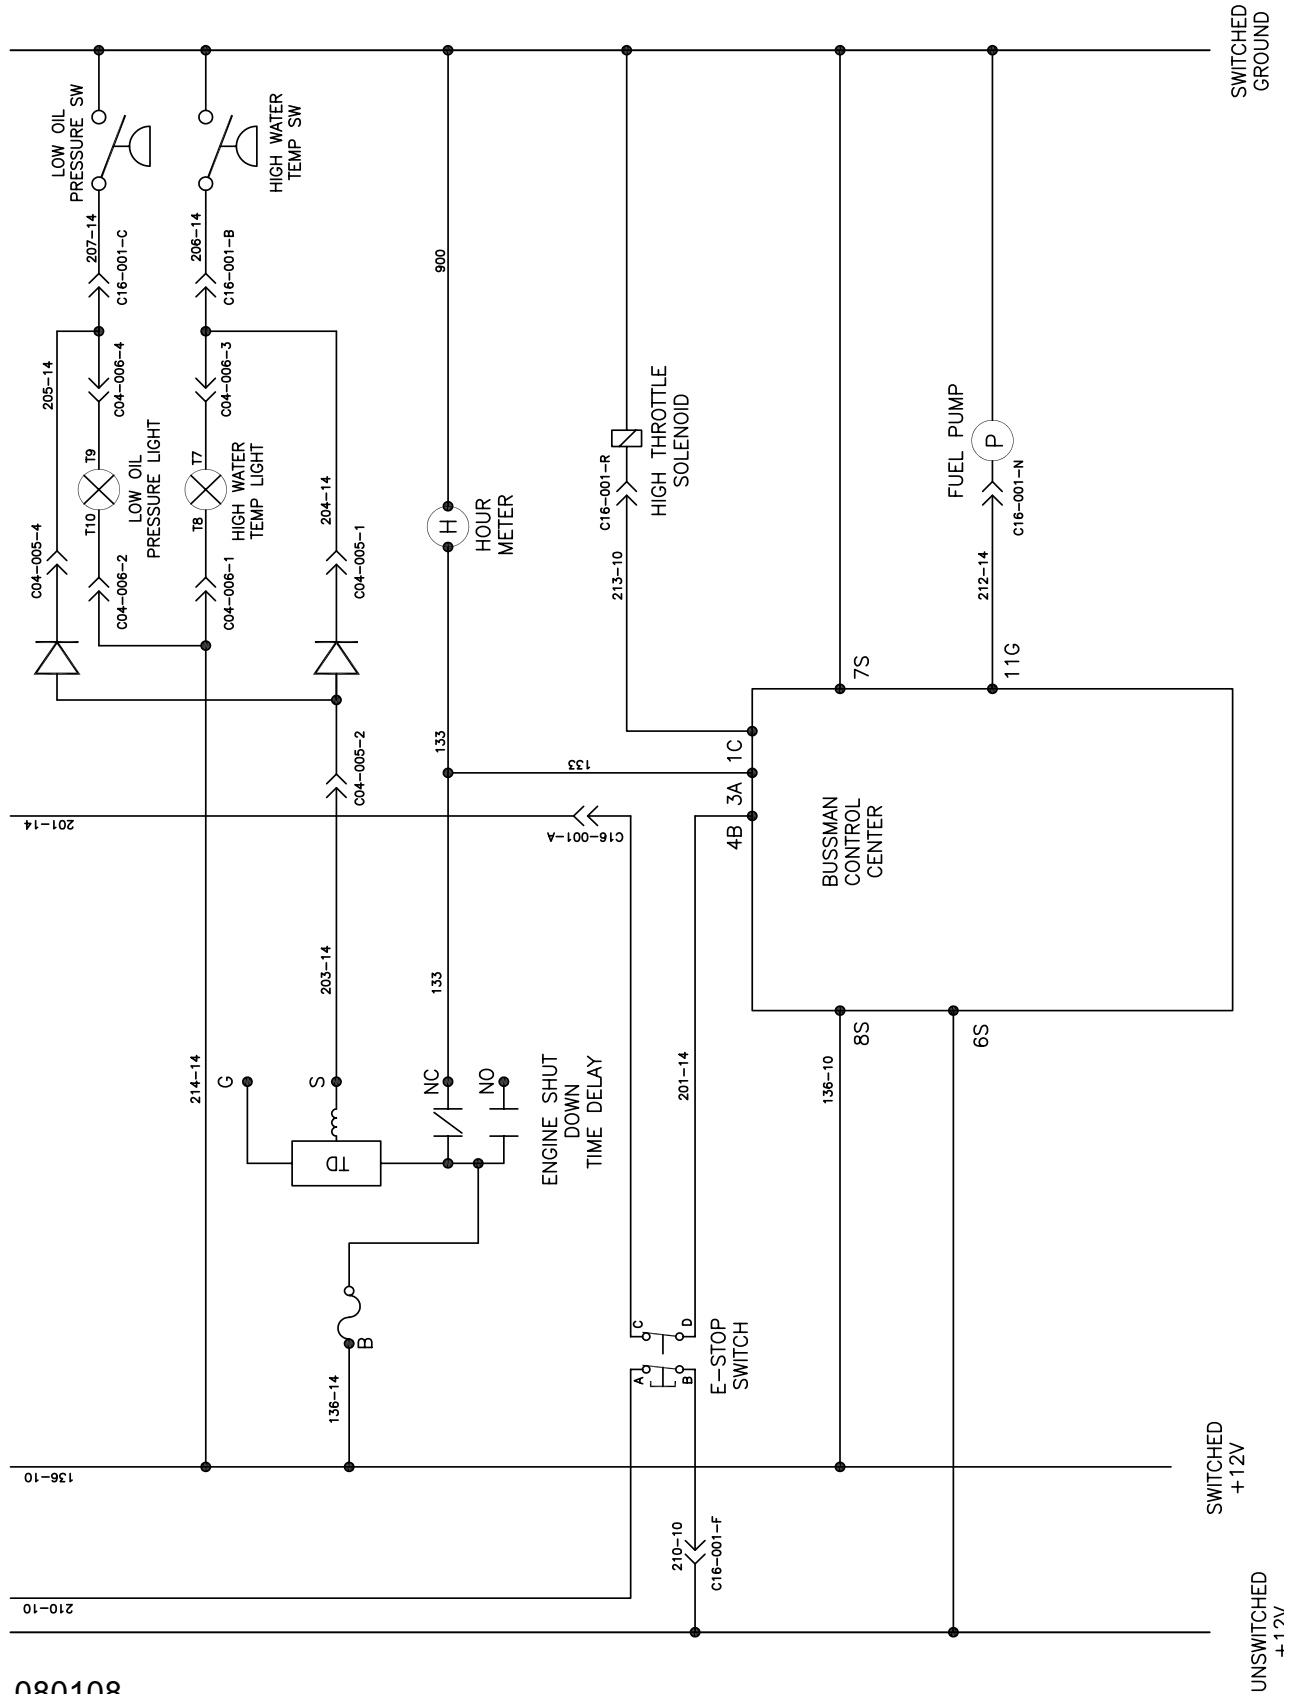 SWITCHED
GROUND
LOW OIL
PRESSURE SW
HIGH WATER
TEMP SW
207-14
C16-001-C
206-14
C16-001-B
900
205-14
C04-006-4
C04-006-3
T9
T10
LOW OIL
PRESSURE LIGHT
T7
T8
HIGH WATER
TEMP LIGHT
204-14
C04-005-4
C04-006-2
C04-006-1
C04-005-1
H
HOUR
METER
C16-001-R
HIGH THROTTLE
SOLENOID
213-10
FUEL PUMP
P
C16-001-N
212-14
7S
11G
1C
3A
4B
133
133
C04-005-2
201-14
C16-001-A
BUSSMAN
CONTROL
CENTER
203-14
133
214-14
G
S
NC
NO
TD
ENGINE SHUT
DOWN
TIME DELAY
201-14
136-10
8S
6S
B
136-14
C
D
A
B
E-STOP
SWITCH
136-10
SWITCHED
+12V
210-10
C16-001-F
210-10
UNSWITCHED
+12V
080108